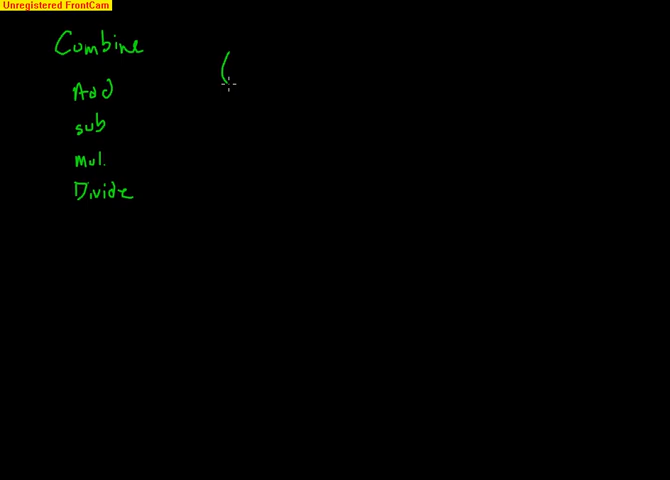 Unregistered FrontCam
Combine
(
Add
sub
mul.
Divide